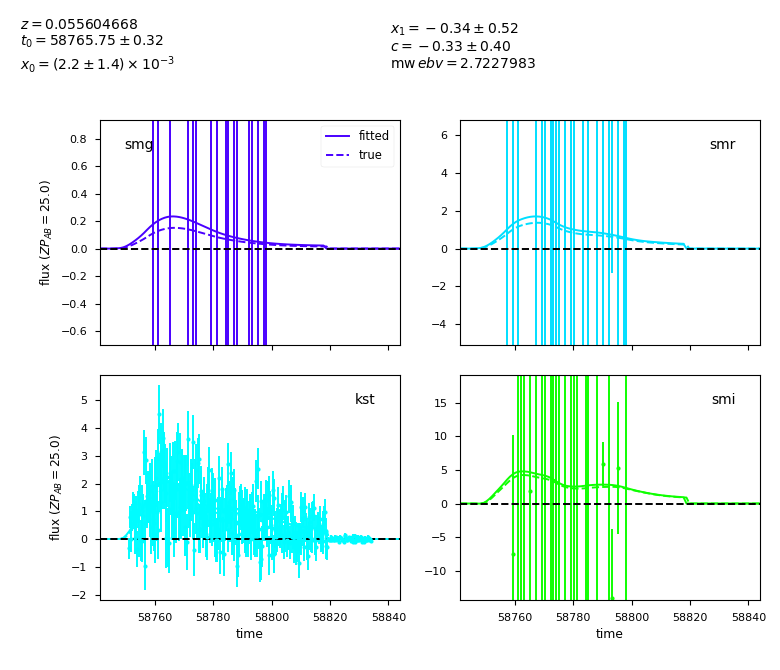 z = 0.055604668
t0 = 58765.75 ± 0.32
x0 = (2.2 ± 1.4) × 10^−3
x1 = −0.34 ± 0.52
c = −0.33 ± 0.40
mwebv = 2.7227983
smg
fitted
true
0.8
0.6
0.4
0.2
0.0
−0.2
−0.4
−0.6
flux (ZP_AB = 25.0)
smr
6
4
2
0
−2
−4
kst
5
4
3
2
1
0
−1
−2
flux (ZP_AB = 25.0)
58760 58780 58800 58820 58840
time
smi
15
10
5
0
−5
−10
58760 58780 58800 58820 58840
time